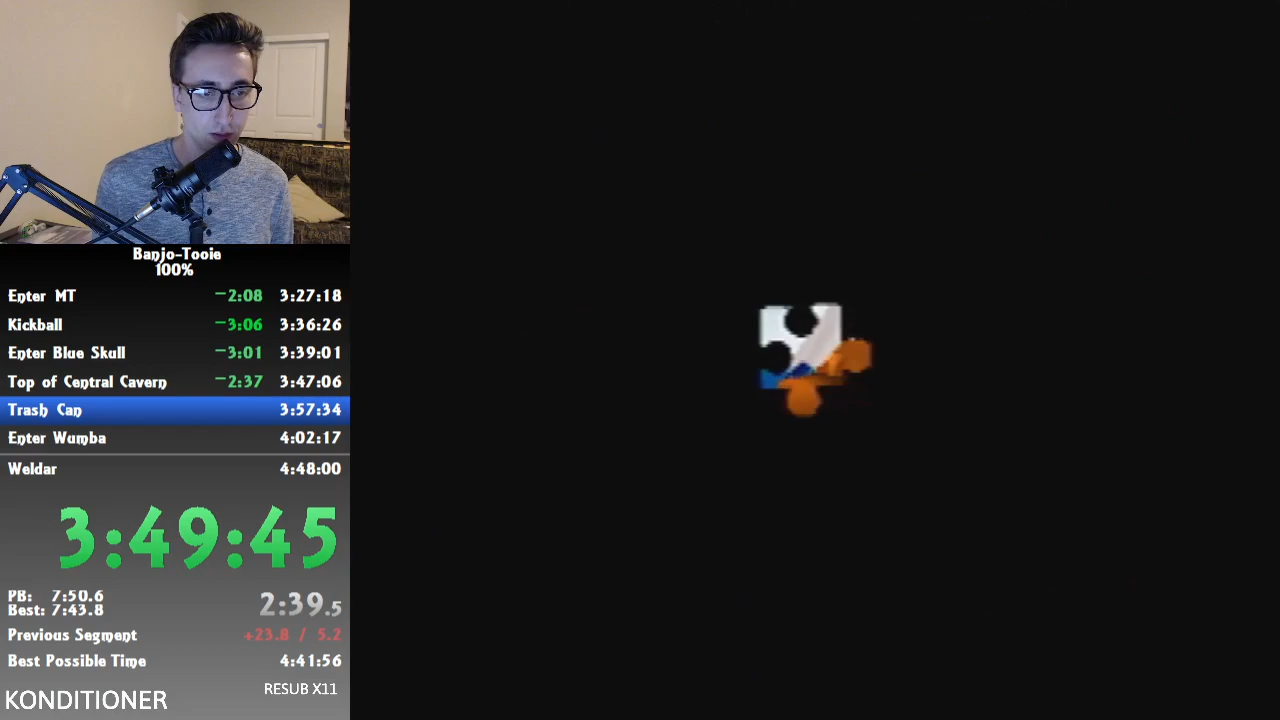 Banjo-Tooie
100%
Enter MT −2:08 3:27:18
Kickball −3:06 3:36:26
Enter Blue Skull −3:01 3:39:01
Top of Central Cavern −2:37 3:47:06
Trash Can 3:57:34
Enter Wumba 4:02:17
Weldar 4:48:00
3:49:45
PB: 7:50.6
Best: 7:43.8
2:39.5
Previous Segment +23.8 / 5.2
Best Possible Time 4:41:56
KONDITIONER RESUB X11